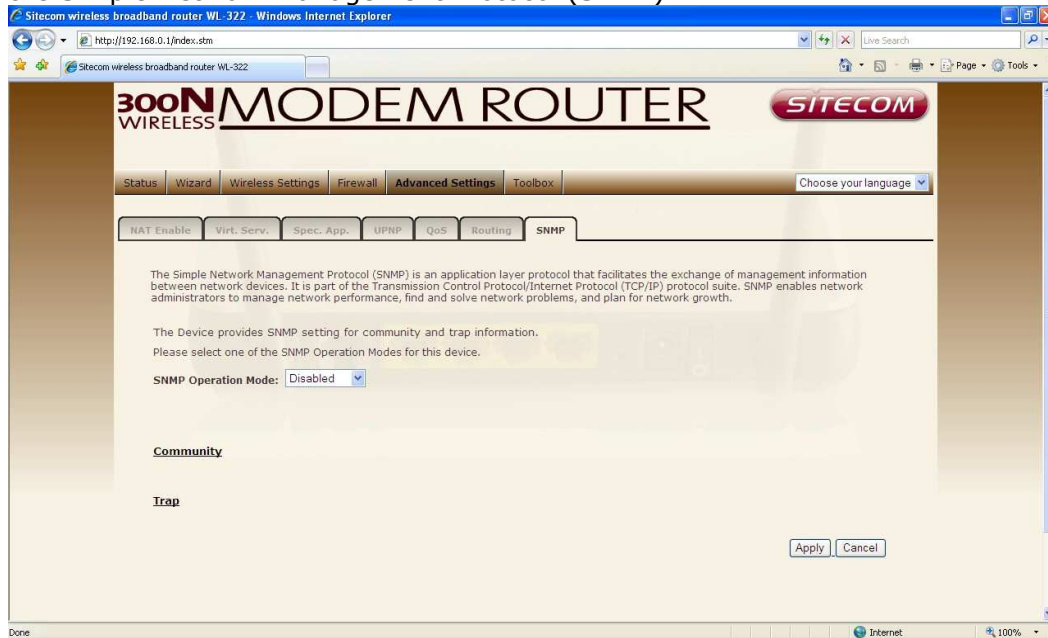 Sitecom wireless broadband router WL-322 - Windows Internet Explorer
http://192.168.0.1/index.stm
Live Search
Sitecom wireless broadband router WL-322
Page
Tools
300N
WIRELESS
MODEM ROUTER
SITECOM
Status Wizard Wireless Settings Firewall Advanced Settings Toolbox
Choose your language
NAT Enable Virt. Serv. Spec. App. UPNP QoS Routing SNMP
The Simple Network Management Protocol (SNMP) is an application layer protocol that facilitates the exchange of management information
between network devices. It is part of the Transmission Control Protocol/Internet Protocol (TCP/IP) protocol suite. SNMP enables network
administrators to manage network performance, find and solve network problems, and plan for network growth.
The Device provides SNMP setting for community and trap information.
Please select one of the SNMP Operation Modes for this device.
SNMP Operation Mode: Disabled
Community
Trap
Apply Cancel
Done
Internet
100%